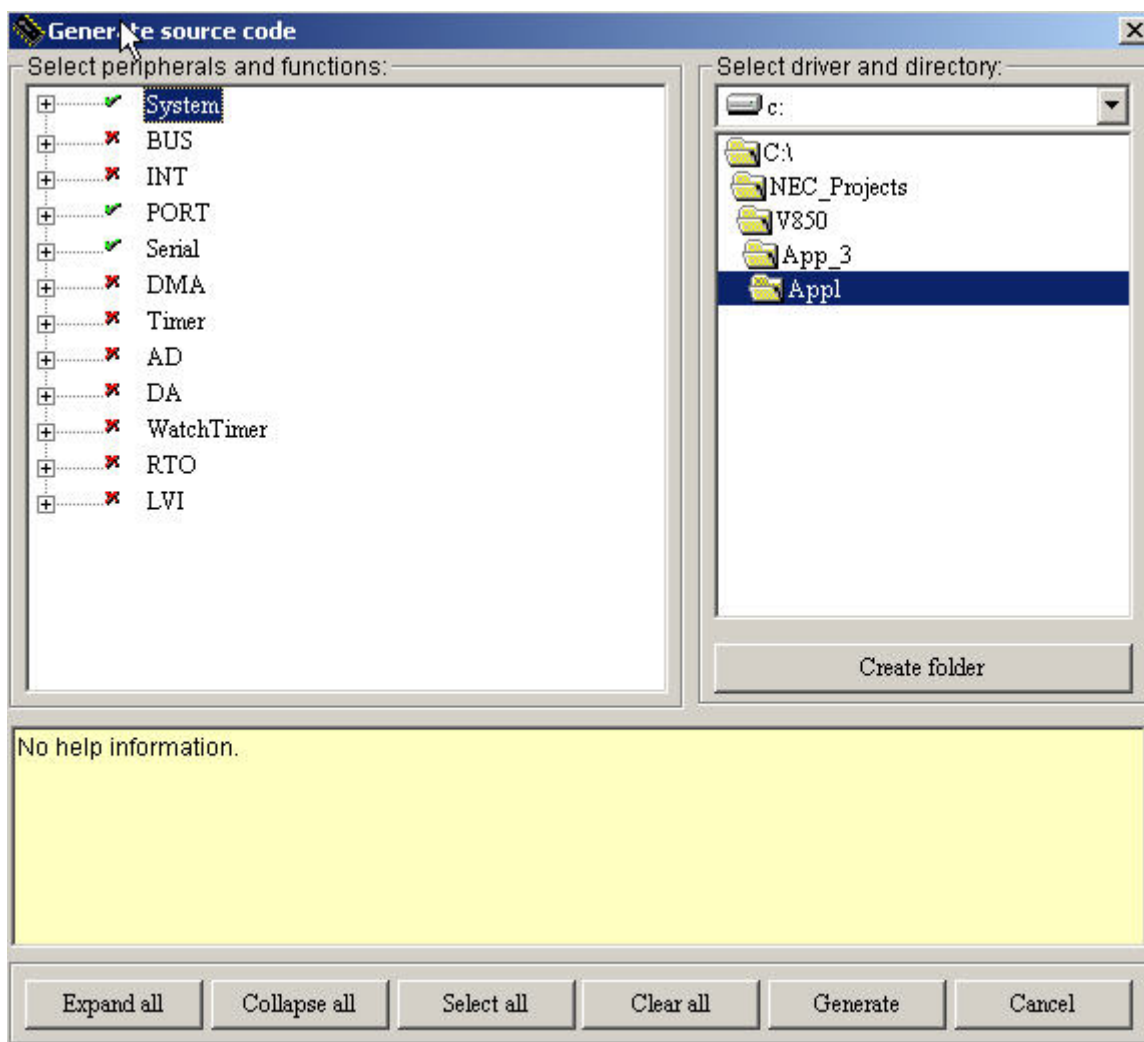 Generate source code
Select peripherals and functions:
System
BUS
INT
PORT
Serial
DMA
Timer
AD
DA
WatchTimer
RTO
LVI
Select driver and directory:
c:
C:\
NEC_Projects
V850
App_3
Appl
Create folder
No help information.
Expand all
Collapse all
Select all
Clear all
Generate
Cancel